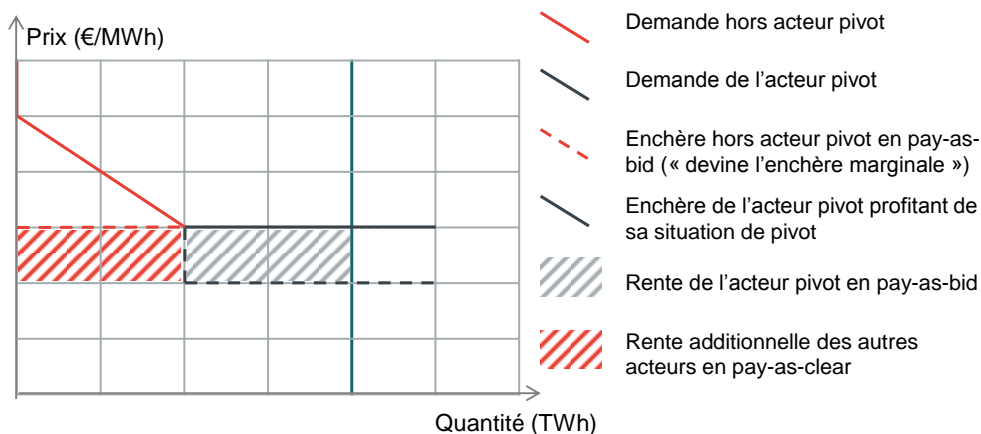 Prix (€/MWh)
Quantité (TWh)
Demande hors acteur pivot
Demande de l'acteur pivot
Enchère hors acteur pivot en pay-as-
bid (« devine l'enchère marginale »)
Enchère de l'acteur pivot profitant de
sa situation de pivot
Rente de l'acteur pivot en pay-as-bid
Rente additionnelle des autres
acteurs en pay-as-clear